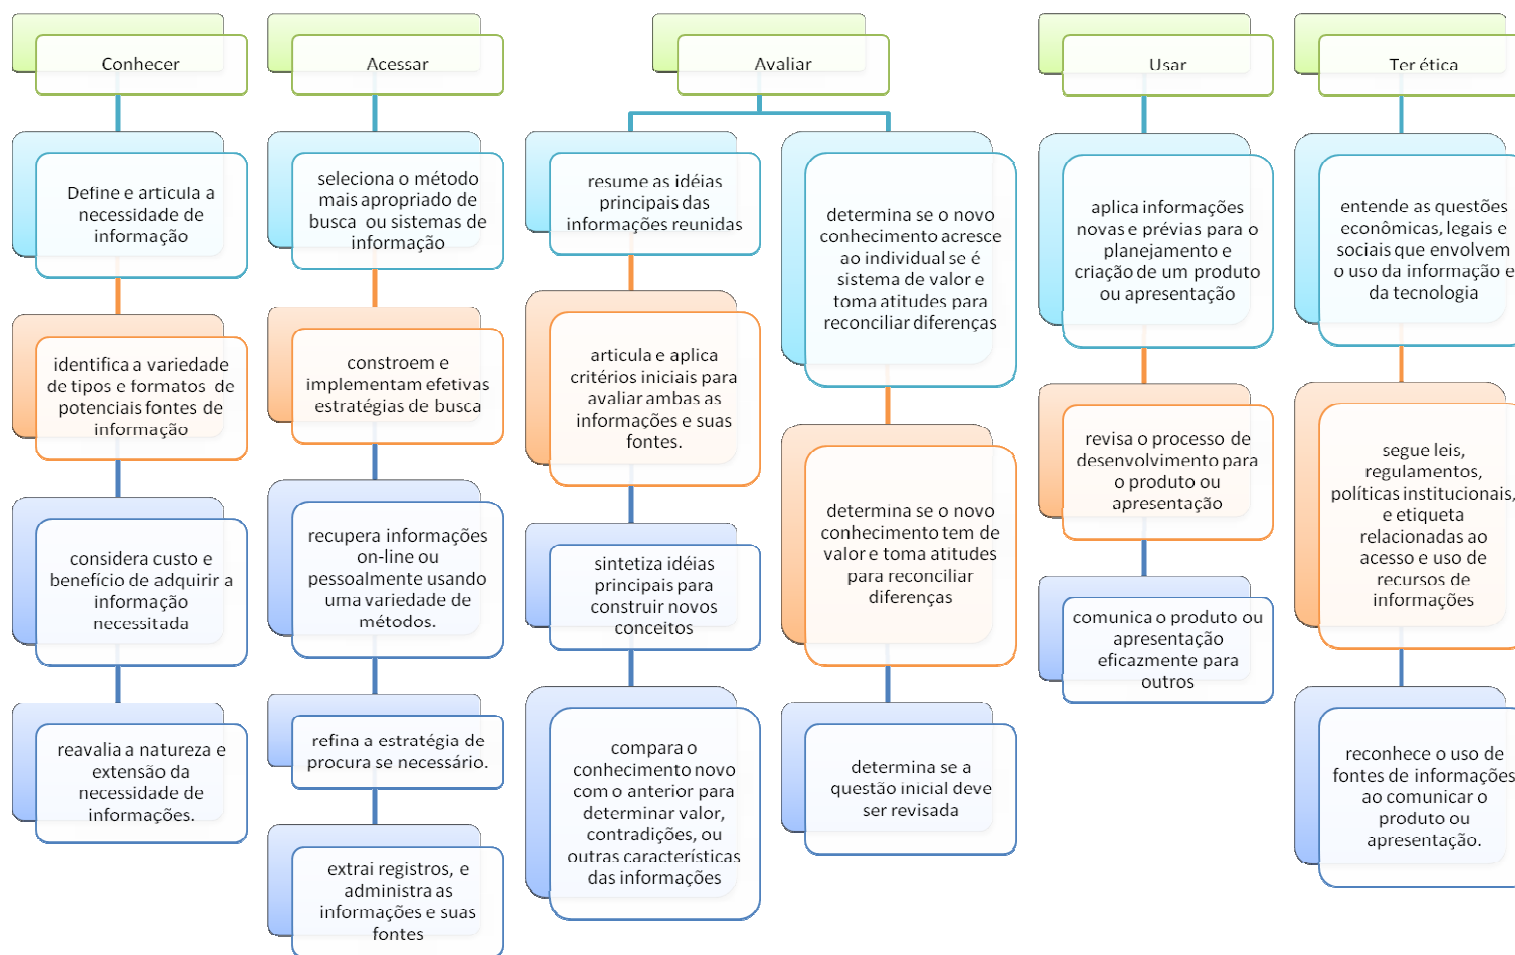 Conhecer
Define e articula a
necessidade de
informação
identifica a variedade
de tipos e formatos de
potenciais fontes de
informação
considera custo e
benefício de adquirir a
informação
necessitada
reavalia a natureza e
extensão da
necessidade de
informações.
Acessar
seleciona o método
mais apropriado de
busca ou sistemas de
informação
constroem e
implementam efetivas
estratégias de busca
recupera informações
on-line ou
pessoalmente usando
uma variedade de
métodos.
refina a estratégia de
procura se necessário.
extrai registros, e
administra as
informações e suas
fontes
Avaliar
resume as idéias
principais das
informações reunidas
articula e aplica
critérios iniciais para
avaliar ambas as
informações e suas
fontes.
sintetiza idéias
principais para
construir novos
conceitos
compara o
conhecimento novo
com o anterior para
determinar valor,
contradições, ou
outras características
das informações
determina se o novo
conhecimento acresce
ao individual se é
sistema de valor e
toma atitudes para
reconciliar diferenças
determina se o novo
conhecimento tem de
valor e toma atitudes
para reconciliar
diferenças
determina se a
questão inicial deve
ser revisada
Usar
aplica informações
novas e prévias para o
planejamento e
criação de um produto
ou apresentação
revisa o processo de
desenvolvimento para
o produto ou
apresentação
comunica o produto ou
apresentação
eficazmente para
outros
Ter ética
entende as questões
econômicas, legais e
sociais que envolvem
o uso da informação e
da tecnologia
segue leis,
regulamentos,
políticas institucionais,
e etiqueta
relacionadas ao
acesso e uso de
recursos de
informações
reconhece o uso de
fontes de informações
ao comunicar o
produto ou
apresentação.